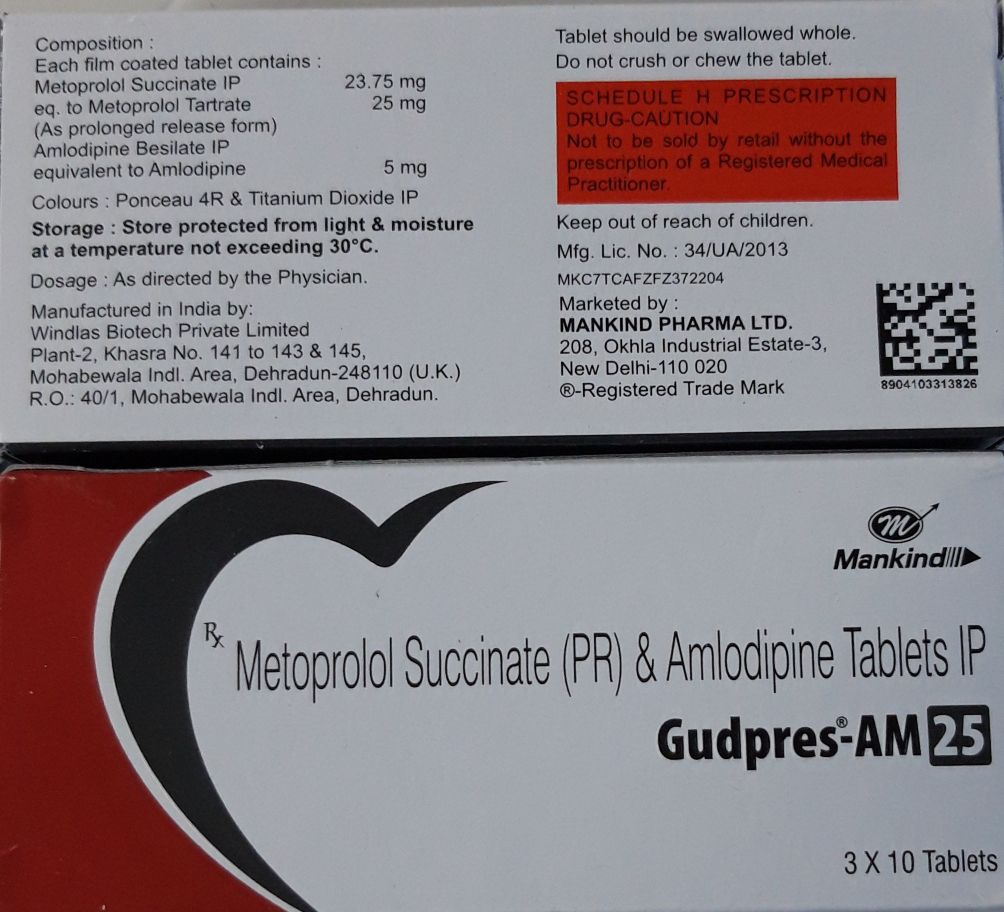 Composition :
Each film coated tablet contains :
Metoprolol Succinate IP 23.75 mg
eq. to Metoprolol Tartrate 25 mg
(As prolonged release form)
Amlodipine Besilate IP
equivalent to Amlodipine 5 mg
Colours : Ponceau 4R & Titanium Dioxide IP
Storage : Store protected from light & moisture
at a temperature not exceeding 30°C.
Dosage : As directed by the Physician.
Manufactured in India by:
Windlas Biotech Private Limited
Plant-2, Khasra No. 141 to 143 & 145,
Mohabewala Indl. Area, Dehradun-248110 (U.K.)
R.O.: 40/1, Mohabewala Indl. Area, Dehradun.
Tablet should be swallowed whole.
Do not crush or chew the tablet.
SCHEDULE H PRESCRIPTION
DRUG-CAUTION
Not to be sold by retail without the
prescription of a Registered Medical
Practitioner.
Keep out of reach of children.
Mfg. Lic. No. : 34/UA/2013
MKC7TCAFZFZ372204
Marketed by :
MANKIND PHARMA LTD.
208, Okhla Industrial Estate-3,
New Delhi-110 020
®-Registered Trade Mark
8904103313826
m
Mankind
Rx Metoprolol Succinate (PR) & Amlodipine Tablets IP
Gudpres®-AM 25
3 X 10 Tablets